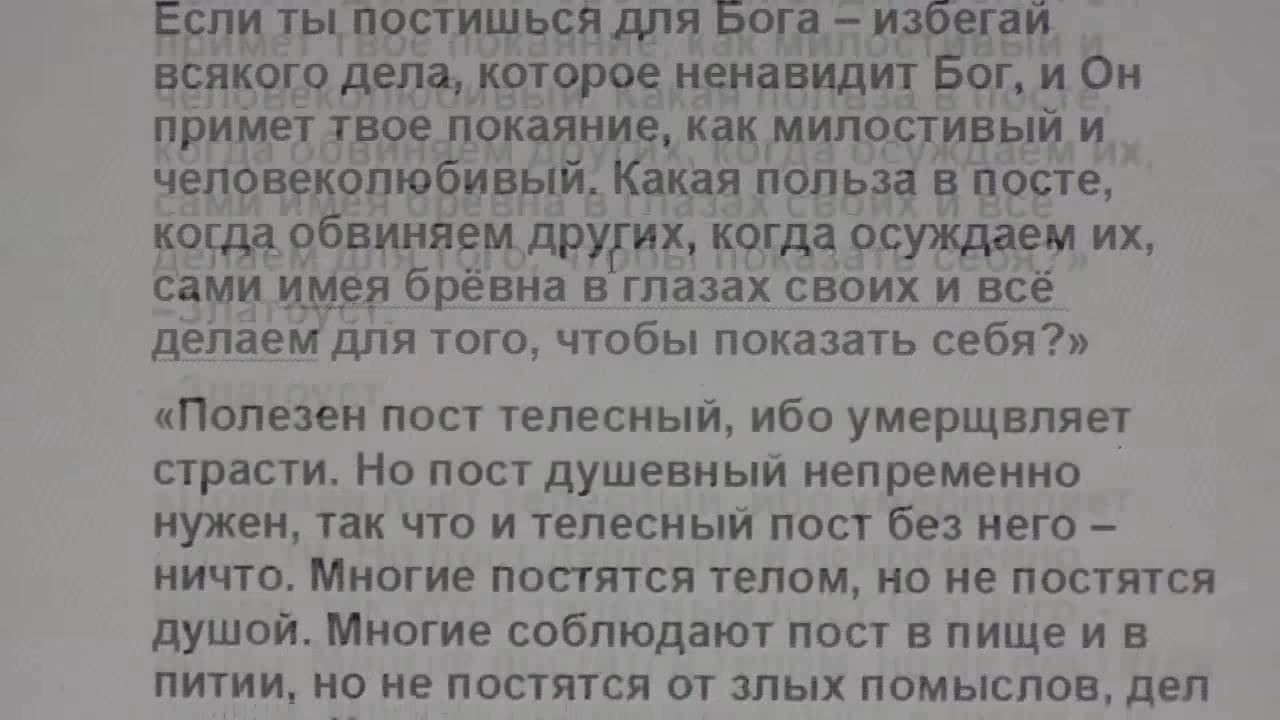 Если ты постишься для Бога – избегай
всякого дела, которое ненавидит Бог, и Он
примет твое покаяние, как милостивый и
человеколюбивый. Какая польза в посте,
когда обвиняем других, когда осуждаем их,
сами имея брёвна в глазах своих и всё
делаем для того, чтобы показать себя?»
«Полезен пост телесный, ибо умерщвляет
страсти. Но пост душевный непременно
нужен, так что и телесный пост без него –
ничто. Многие постятся телом, но не постятся
душой. Многие соблюдают пост в пище и в
питии, но не постятся от злых помыслов, дел